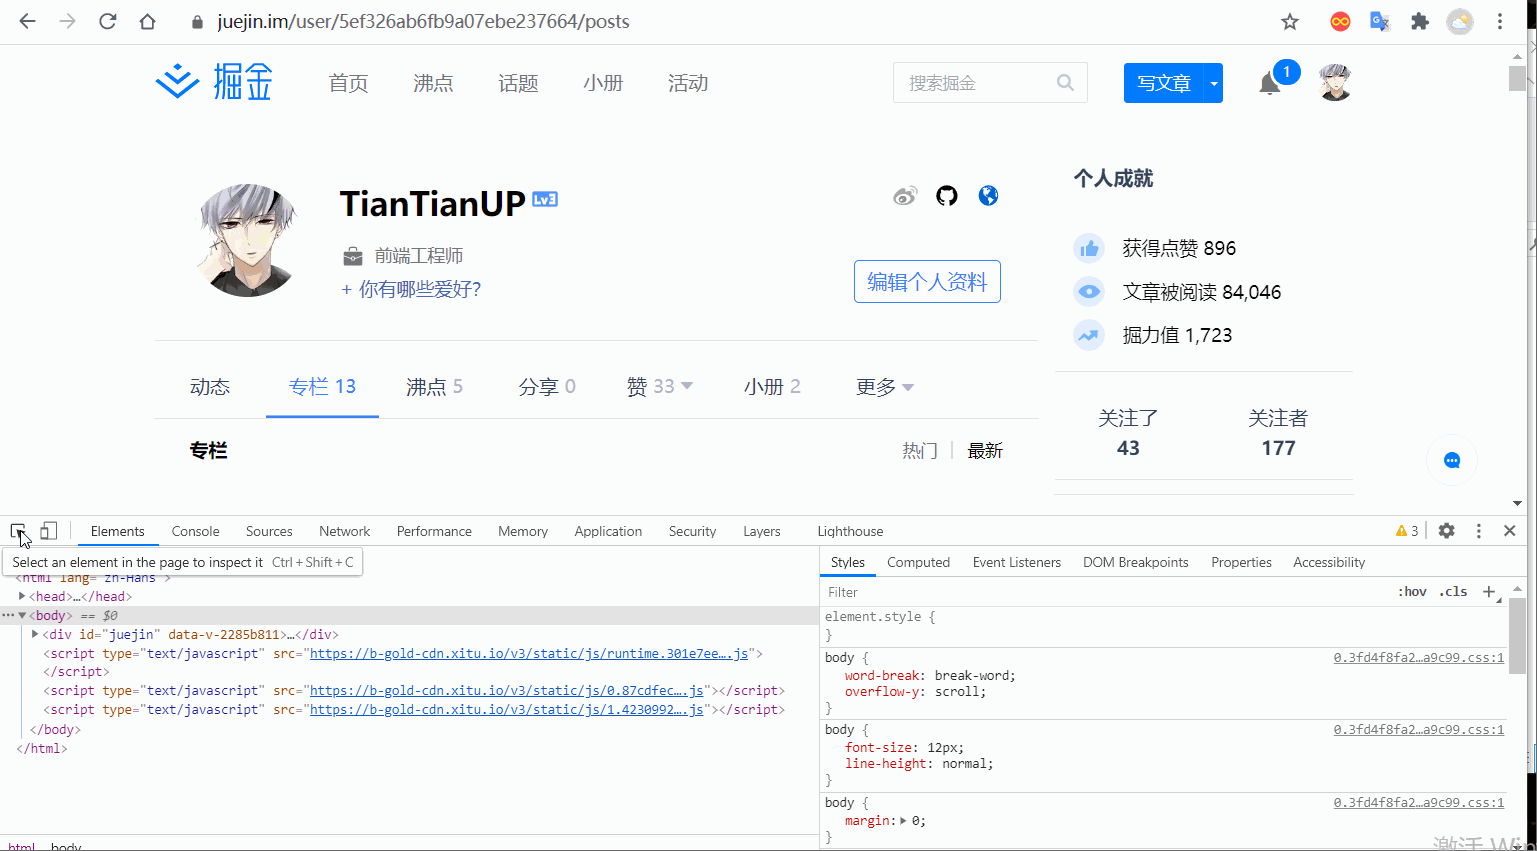 juejin.im/user/5ef326ab6fb9a07ebe237664/posts
掘金 首页 沸点 话题 小册 活动 搜索掘金 写文章 1
TianTianUP Lv3
前端工程师
+ 你有哪些爱好?
编辑个人资料
个人成就
获得点赞 896
文章被阅读 84,046
掘力值 1,723
动态 专栏 13 沸点 5 分享 0 赞 33 小册 2 更多
关注了 关注者
43 177
专栏 热门 最新
Elements Console Sources Network Performance Memory Application Security Layers Lighthouse 3
Select an element in the page to inspect it Ctrl + Shift + C
<html lang="zh-Hans">
<head>…</head>
<body> == $0
<div id="juejin" data-v-2285b811>…</div>
<script type="text/javascript" src="https://b-gold-cdn.xitu.io/v3/static/js/runtime.301e7ee….js">
</script>
<script type="text/javascript" src="https://b-gold-cdn.xitu.io/v3/static/js/0.87cdfec….js"></script>
<script type="text/javascript" src="https://b-gold-cdn.xitu.io/v3/static/js/1.4230992….js"></script>
</body>
</html>
html body
Styles Computed Event Listeners DOM Breakpoints Properties Accessibility
Filter :hov .cls +
element.style {
}
body { 0.3fd4f8fa2…a9c99.css:1
word-break: break-word;
overflow-y: scroll;
}
body { 0.3fd4f8fa2…a9c99.css:1
font-size: 12px;
line-height: normal;
}
body { 0.3fd4f8fa2…a9c99.css:1
margin: 0;
}
激活 Win